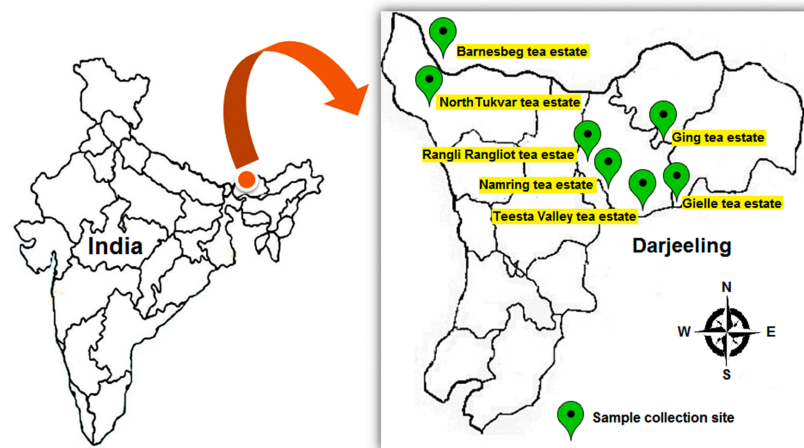 India
Barnesbeg tea estate
NorthTukvar tea estate
Ging tea estate
Rangli Rangliot tea estae
Namring tea estate
Gielle tea estate
Teesta Valley tea estate
Darjeeling
N
W
E
S
Sample collection site